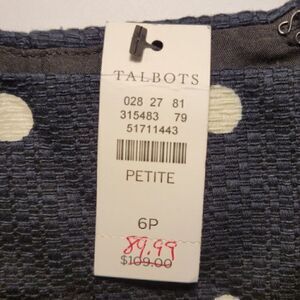 TALBOTS
028 27 81
315483 79
51711443
PETITE
6P
89.99
$109.00